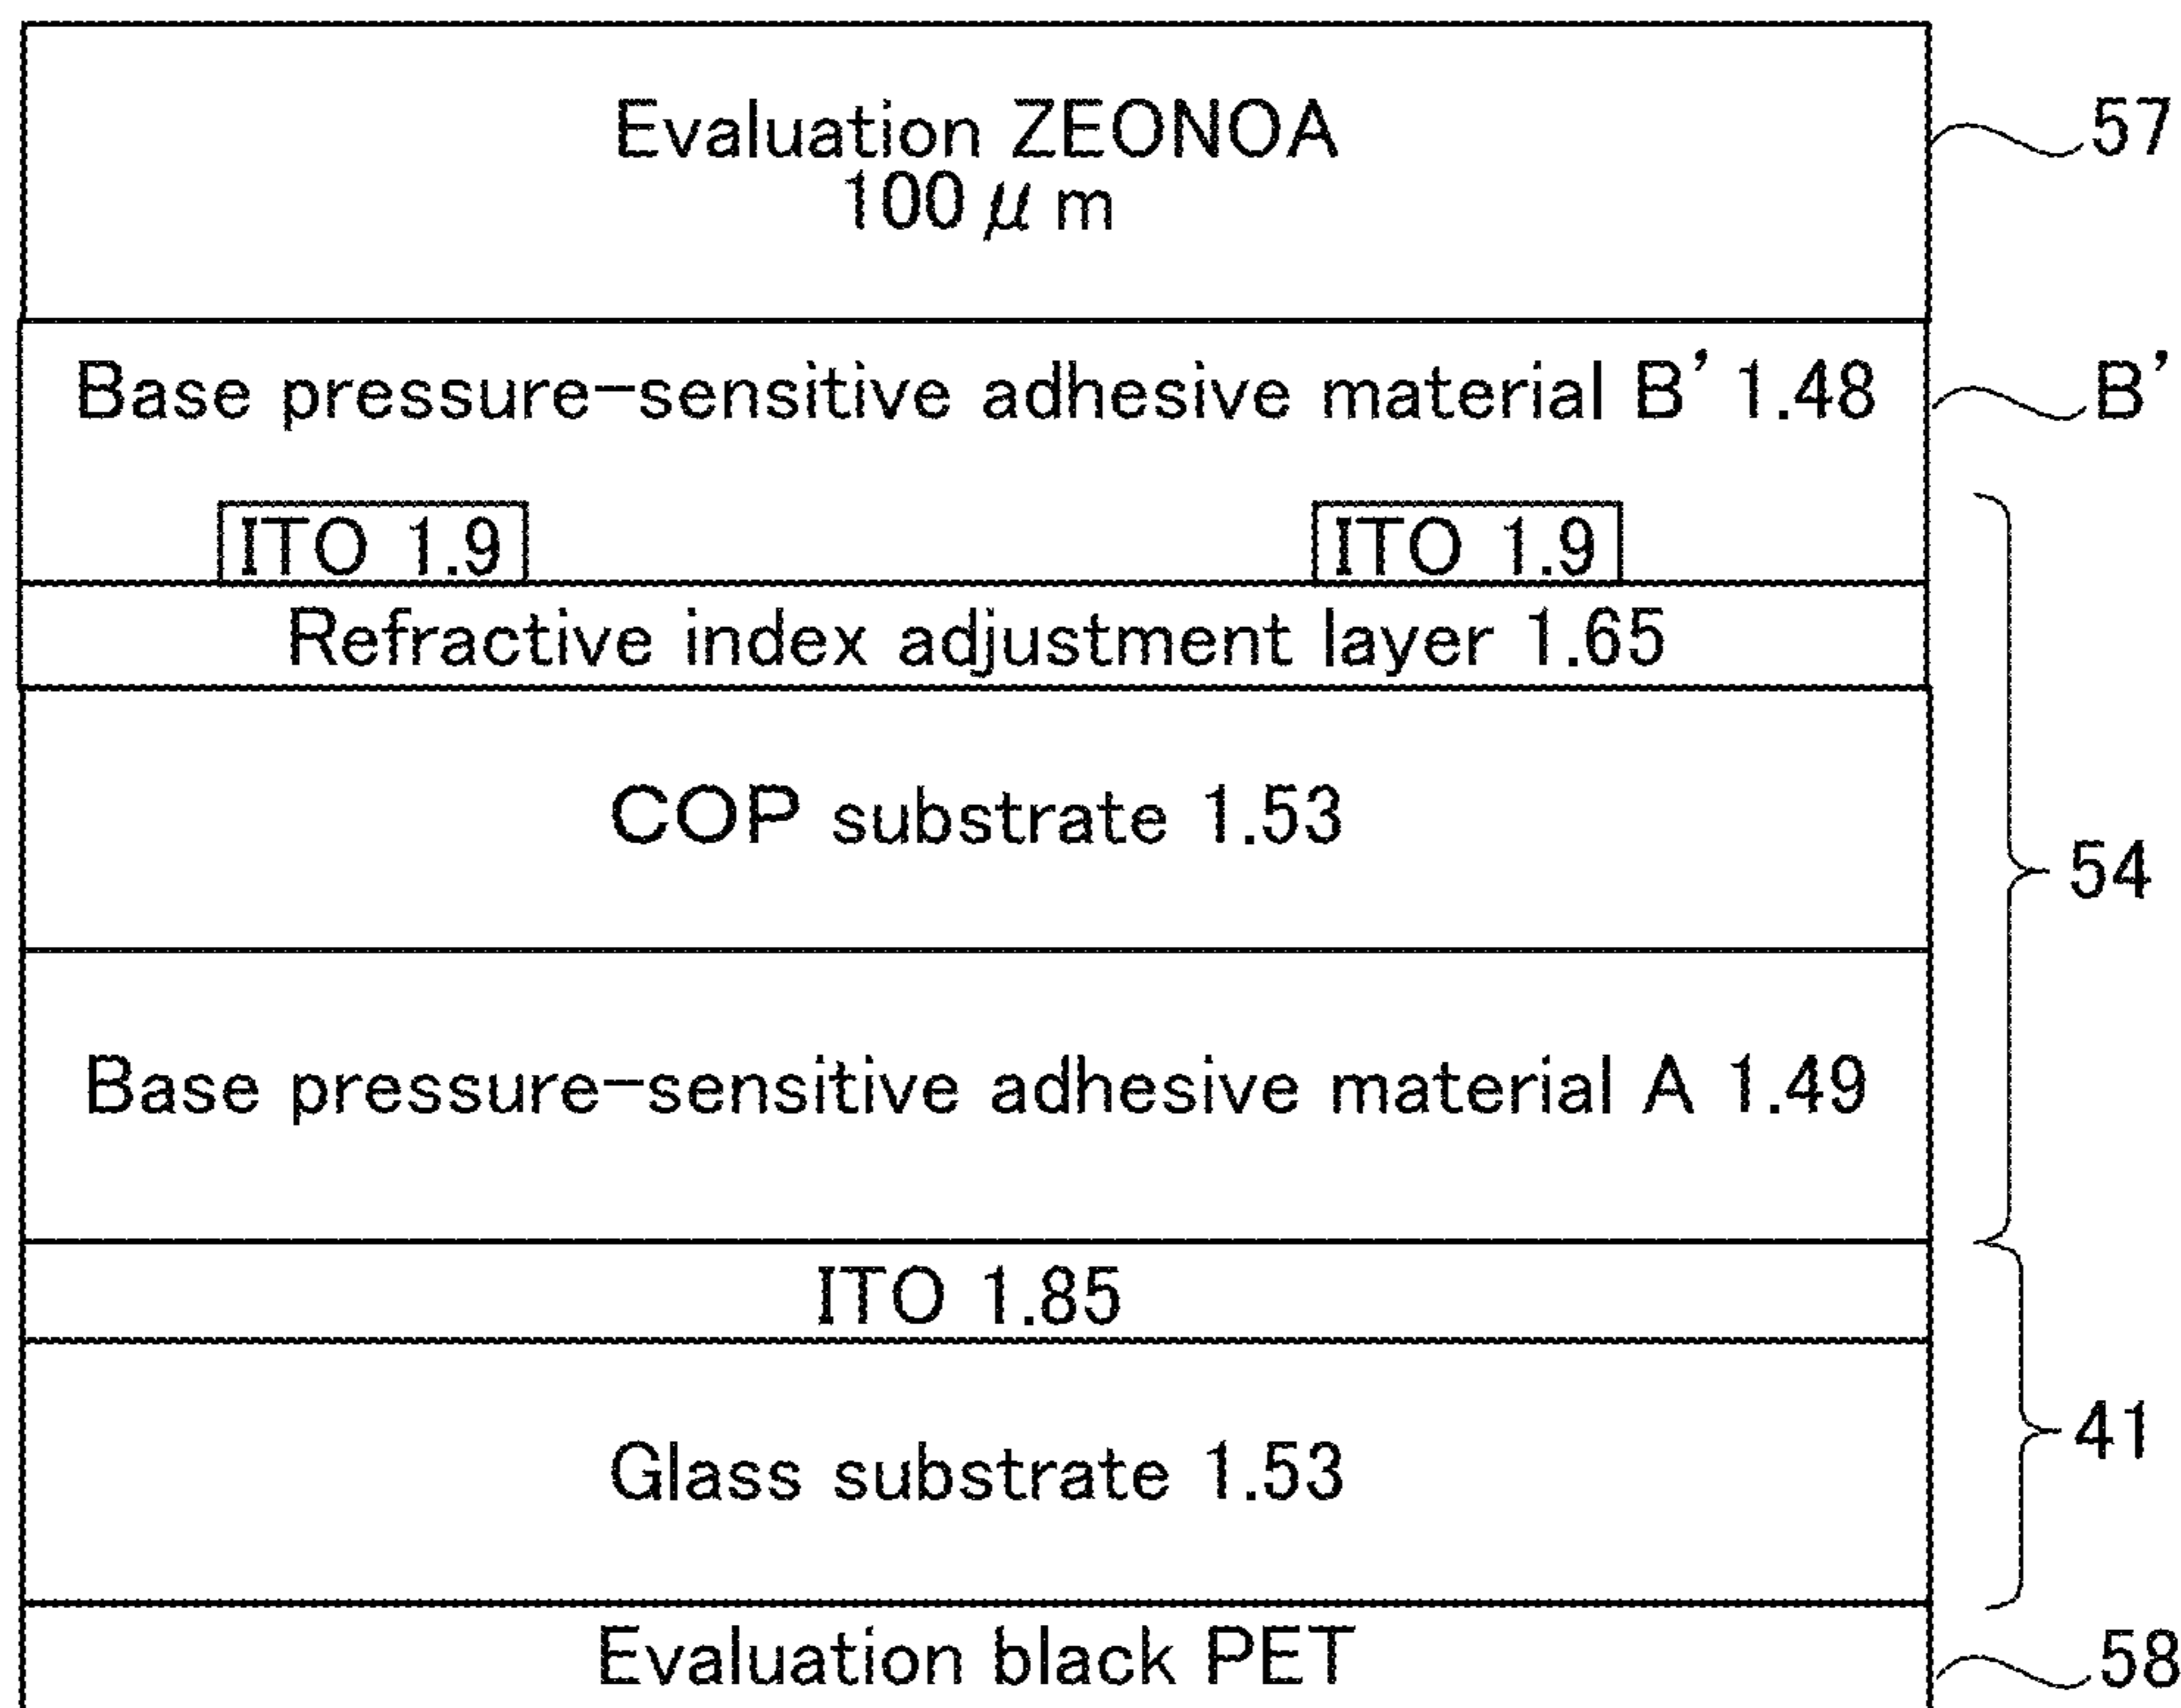 Evaluation ZEONOA
100μm
57
Base pressure-sensitive adhesive material B' 1.48
B'
ITO 1.9
ITO 1.9
Refractive index adjustment layer 1.65
COP substrate 1.53
54
Base pressure-sensitive adhesive material A 1.49
ITO 1.85
41
Glass substrate 1.53
Evaluation black PET
58